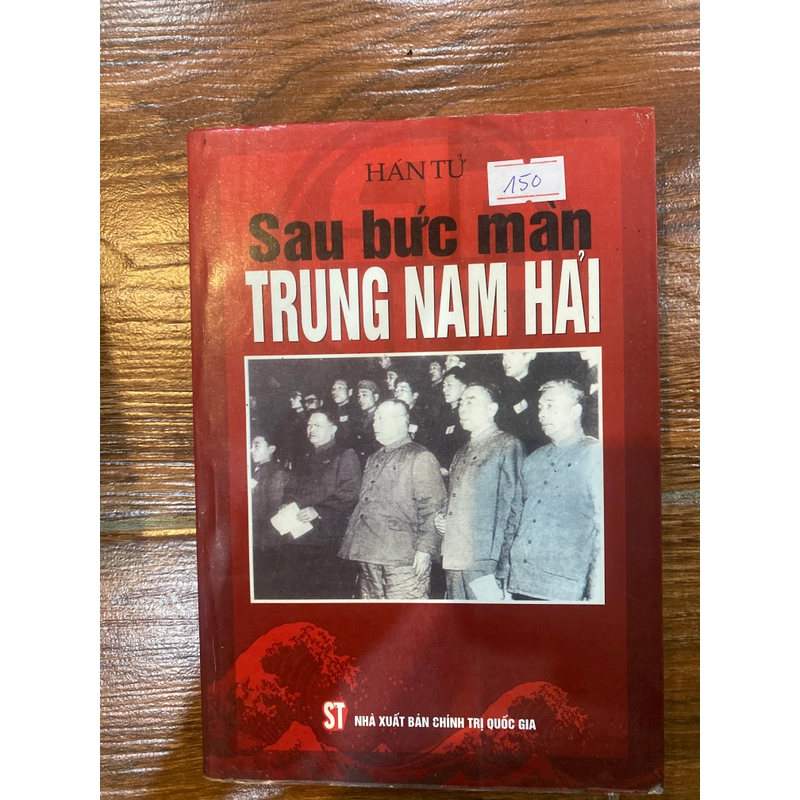 HÁN TỬ
150
Sau bức màn
TRUNG NAM HẢI
ST NHÀ XUẤT BẢN CHÍNH TRỊ QUỐC GIA